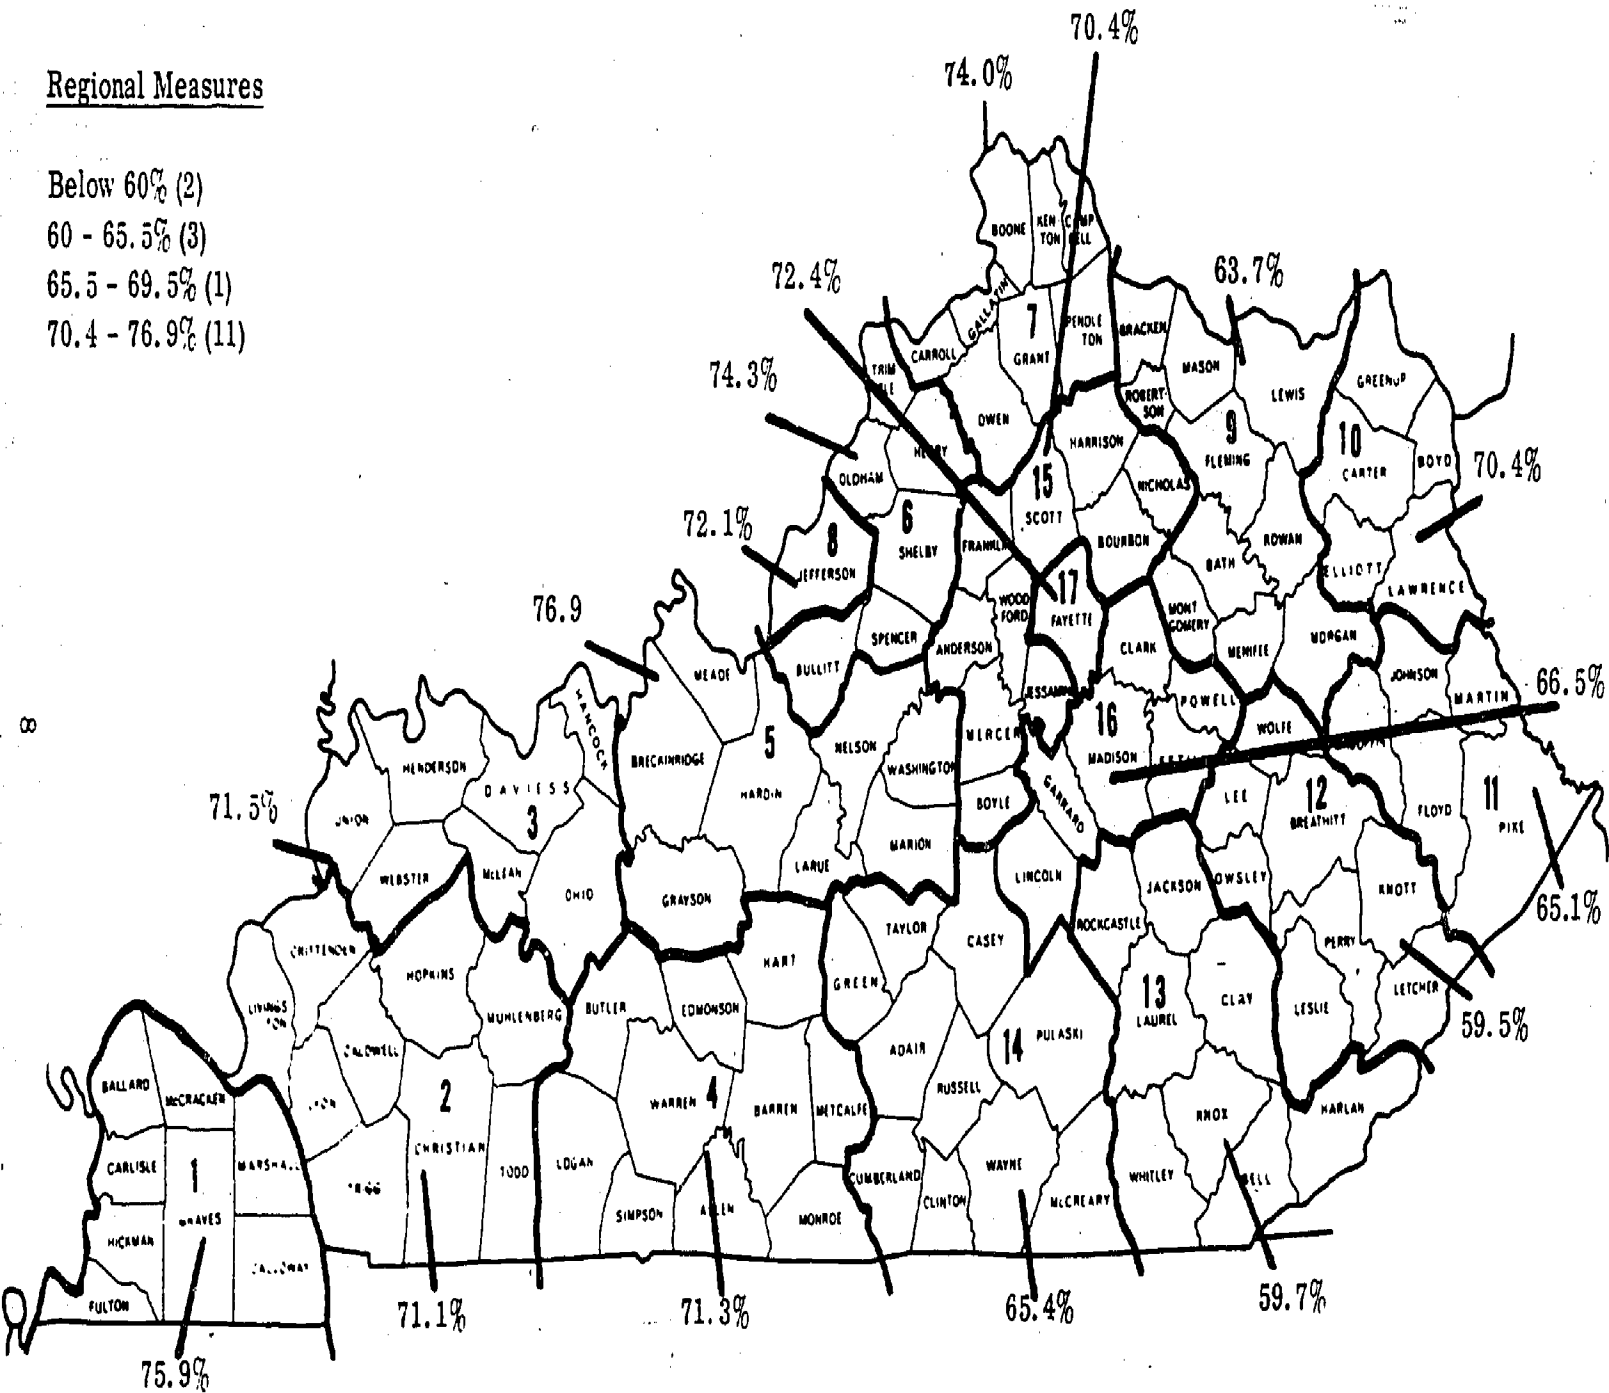 Regional Measures
Below 60% (2)
60 - 65.5% (3)
65.5 - 69.5% (1)
70.4 - 76.9% (11)
70.4%
74.0%
72.4%
63.7%
74.3%
70.4%
72.1%
76.9
66.5%
71.5%
65.1%
59.5%
59.7%
65.4%
71.3%
71.1%
75.9%
8
BOONE
KEN
TON
GALLATIN
7
GRANT
PENDLE
TON
BRACKEN
CARROLL
TRIM
MASON
LEWIS
GREENUP
ROBERT-
SON
OWEN
HARRISON
9
FLEMING
10
CARTER
BOYD
OLDHAM
15
SCOTT
NICHOLAS
6
SHELBY
8
JEFFERSON
BOURBON
BATH
ROWAN
ELLIOTT
LAWRENCE
WOOD
FORD
17
FAYETTE
MONT
GOMERY
SPENCER
ANDERSON
CLARK
MENIFEE
MORGAN
MEADE
BULLITT
JOHNSON
MARTIN
HANCOCK
BRECKINRIDGE
5
HARDIN
NELSON
WASHINGTON
MERCER
16
MADISON
POWELL
WOLFE
HENDERSON
DAVIESS
3
UNION
BOYLE
GARRARD
LEE
12
BREATHITT
FLOYD
11
PIKE
WEBSTER
McLEAN
OHIO
GRAYSON
LARUE
MARION
LINCOLN
JACKSON
OWSLEY
KNOTT
CRITTENDEN
HOPKINS
MUHLENBERG
BUTLER
EDMONSON
HART
GREEN
TAYLOR
CASEY
ROCKCASTLE
PERRY
LETCHER
13
LAUREL
CLAY
LESLIE
LIVINGS
TON
CALDWELL
ADAIR
14
PULASKI
RUSSELL
BALLARD
McCRACKEN
LYON
2
CHRISTIAN
WARREN
4
BARREN
METCALFE
KNOX
HARLAN
CARLISLE
1
MARSHALL
TRIGG
TODD
LOGAN
CUMBERLAND
WAYNE
WHITLEY
BELL
GRAVES
HICKMAN
SIMPSON
ALLEN
MONROE
CLINTON
McCREARY
CALLOWAY
FULTON